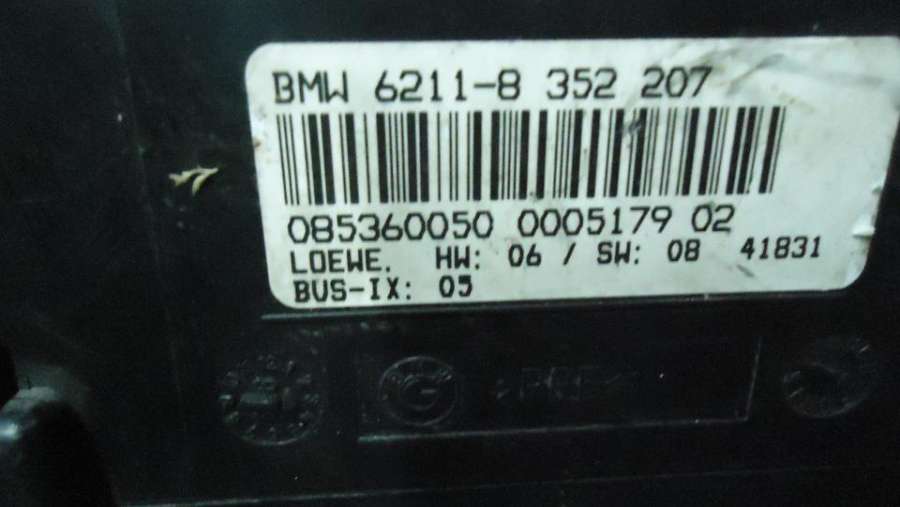 BMW 6211-8 352 207
085360050 0005179 02
LOEWE. HW: 06 / SW: 08 41831
BUS-IX: 05